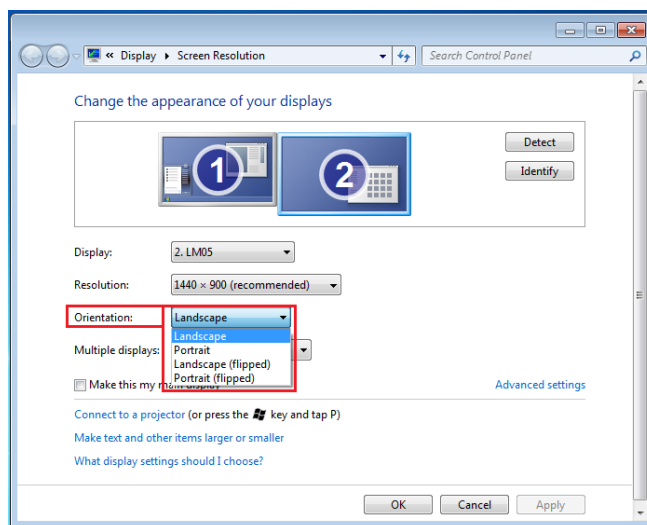 « Display ▸ Screen Resolution
Search Control Panel
Change the appearance of your displays
1
2
Detect
Identify
Display: 2. LM05
Resolution: 1440 × 900 (recommended)
Orientation: Landscape
Landscape
Portrait
Landscape (flipped)
Portrait (flipped)
Multiple displays:
Make this my main display
Advanced settings
Connect to a projector (or press the key and tap P)
Make text and other items larger or smaller
What display settings should I choose?
OK Cancel Apply